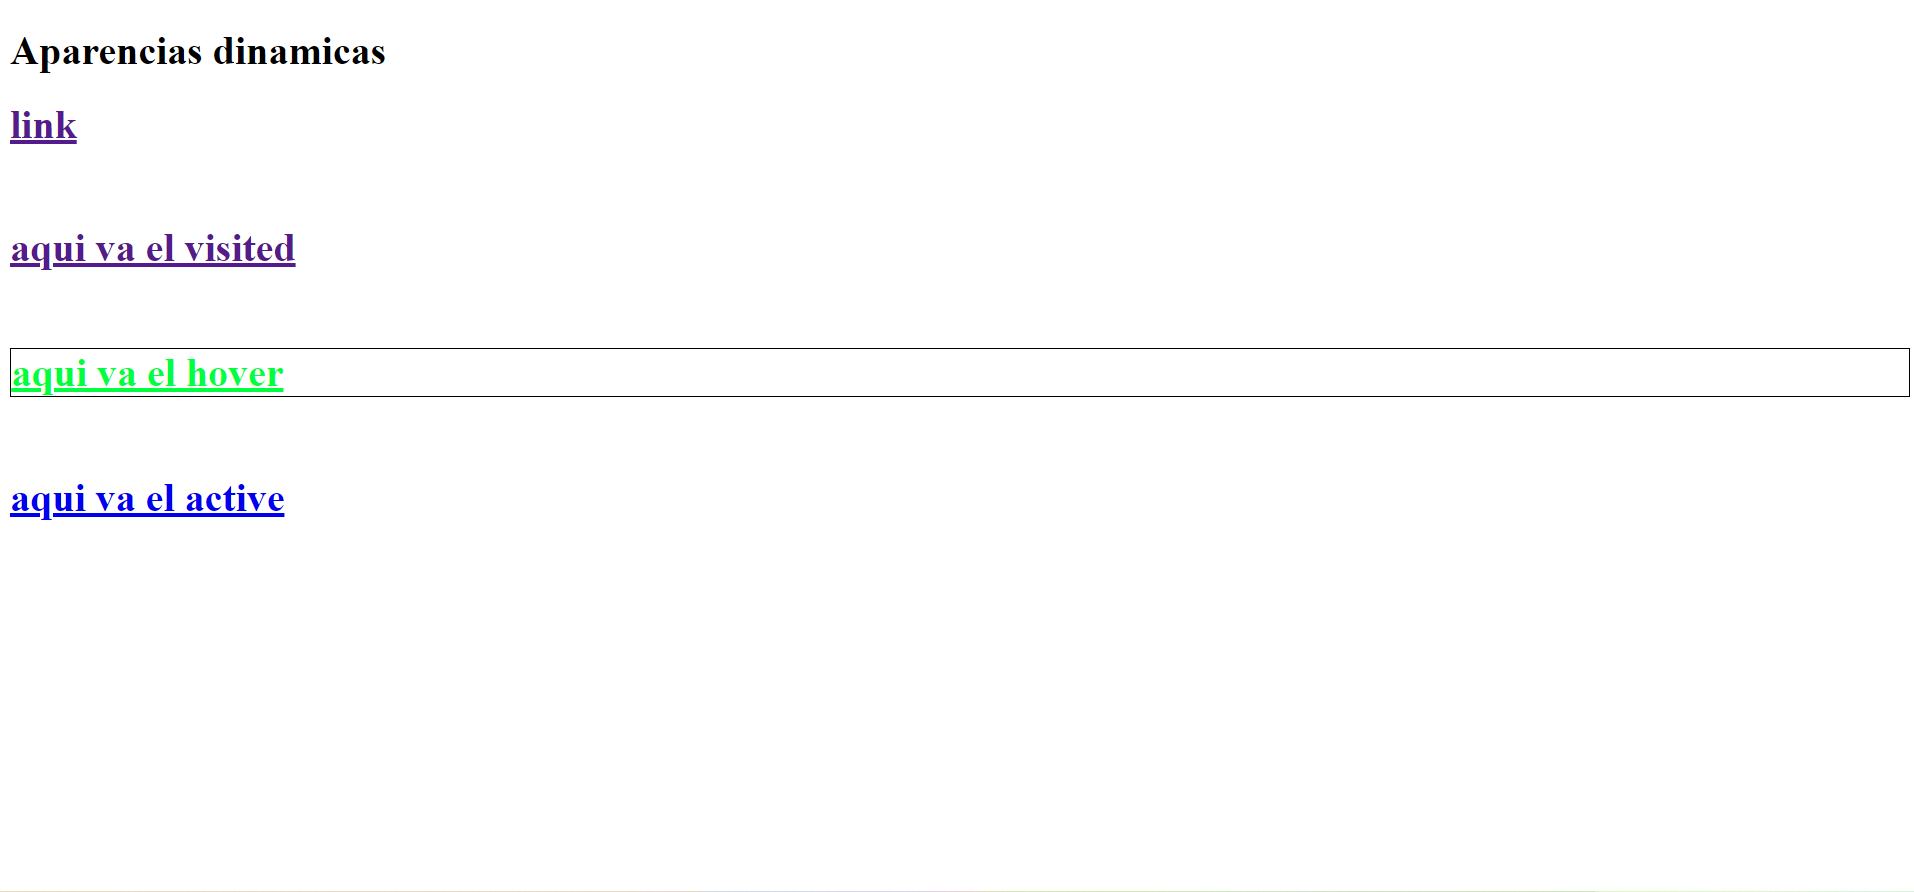 Aparencias dinamicas
link
aqui va el visited
aqui va el hover
aqui va el active